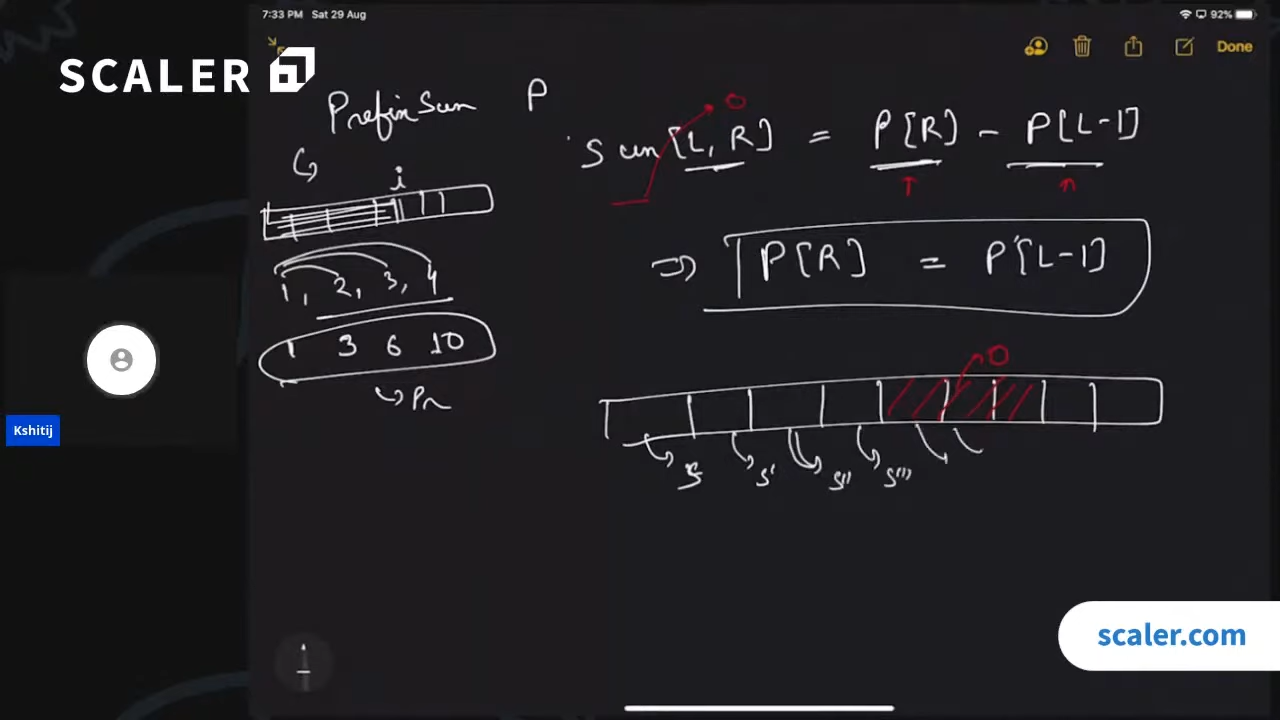 7:33 PM Sat 29 Aug
92%
Done
SCALER
Prefix Sum P
Sum[L, R] = P[R] - P[L-1]
0
i
⇒ P[R] = P[L-1]
1, 2, 3, 4
1 3 6 10
Pr
0
S S' S'' S'''
Kshitij
scaler.com